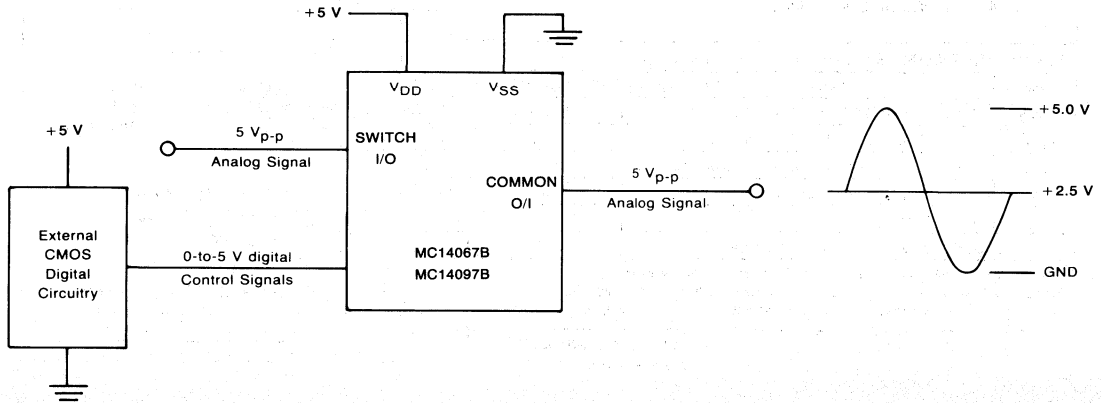 +5 V
VDD
VSS
+5 V
5 Vp-p
Analog Signal
SWITCH
I/O
COMMON
O/I
5 Vp-p
Analog Signal
MC14067B
MC14097B
External
CMOS
Digital
Circuitry
0-to-5 V digital
Control Signals
+5.0 V
+2.5 V
GND